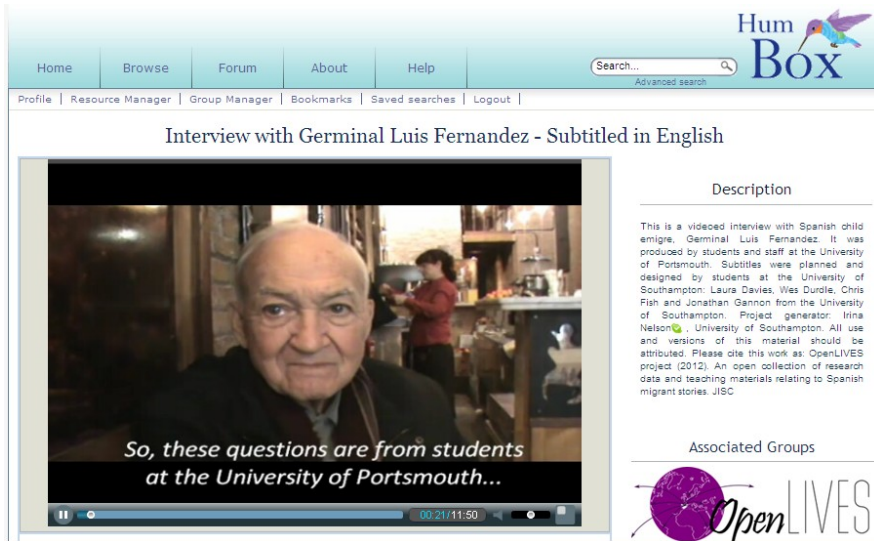 Hum
Box
Home Browse Forum About Help
Search...
Advanced search
Profile | Resource Manager | Group Manager | Bookmarks | Saved searches | Logout |
Interview with Germinal Luis Fernandez - Subtitled in English
Description
This is a videoed interview with Spanish child
emigre, Germinal Luis Fernandez. It was
produced by students and staff at the University
of Portsmouth. Subtitles were planned and
designed by students at the University of
Southampton: Laura Davies, Wes Durdle, Chris
Fish and Jonathan Gannon from the University
of Southampton. Project generator: Irina
Nelson , University of Southampton. All use
and versions of this material should be
attributed. Please cite this work as: OpenLIVES
project (2012). An open collection of research
data and teaching materials relating to Spanish
migrant stories. JISC
So, these questions are from students
at the University of Portsmouth...
00:21/11:50
Associated Groups
OpenLIVES